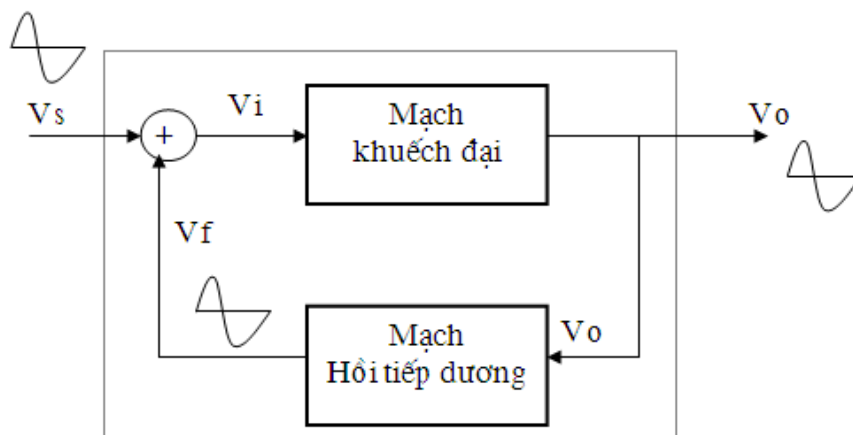 Vs
+
Vi
Mạch
khuếch đại
Vo
Vf
Mạch
Hồi tiếp dương
Vo